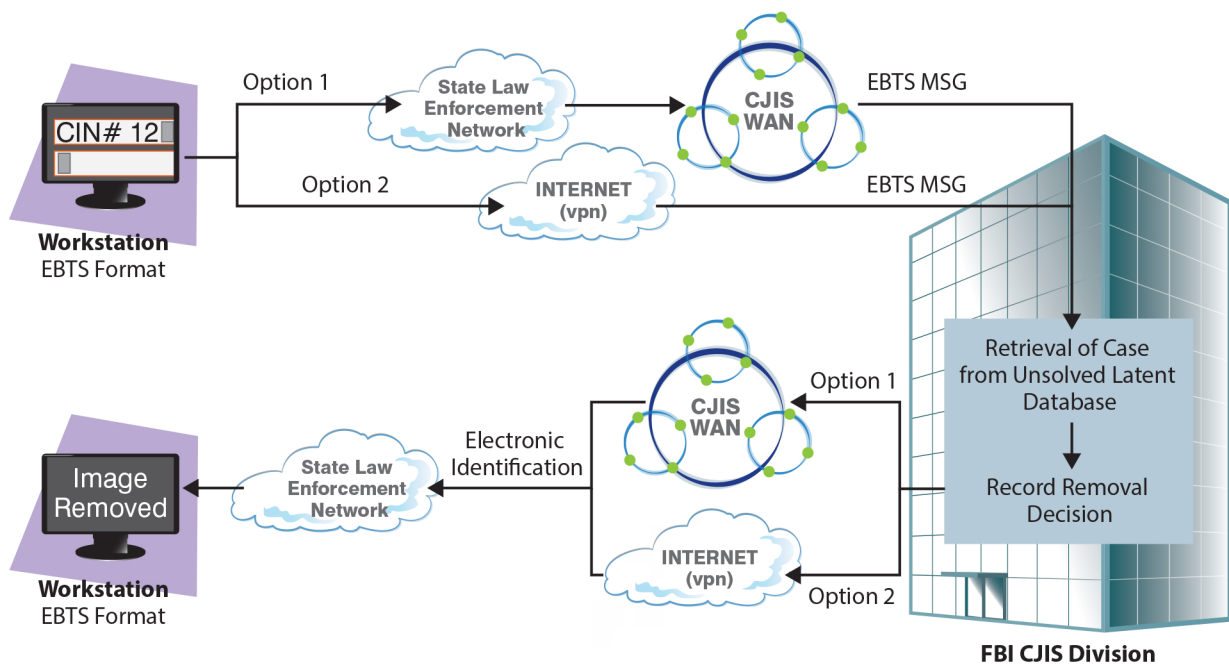 Option 1
State Law
Enforcement
Network
CJIS
WAN
EBTS MSG
CIN# 12
Option 2
INTERNET
(vpn)
EBTS MSG
Workstation
EBTS Format
Retrieval of Case
from Unsolved Latent
Database
Record Removal
Decision
Option 1
CJIS
WAN
Electronic
Identification
State Law
Enforcement
Network
Image
Removed
INTERNET
(vpn)
Option 2
Workstation
EBTS Format
FBI CJIS Division